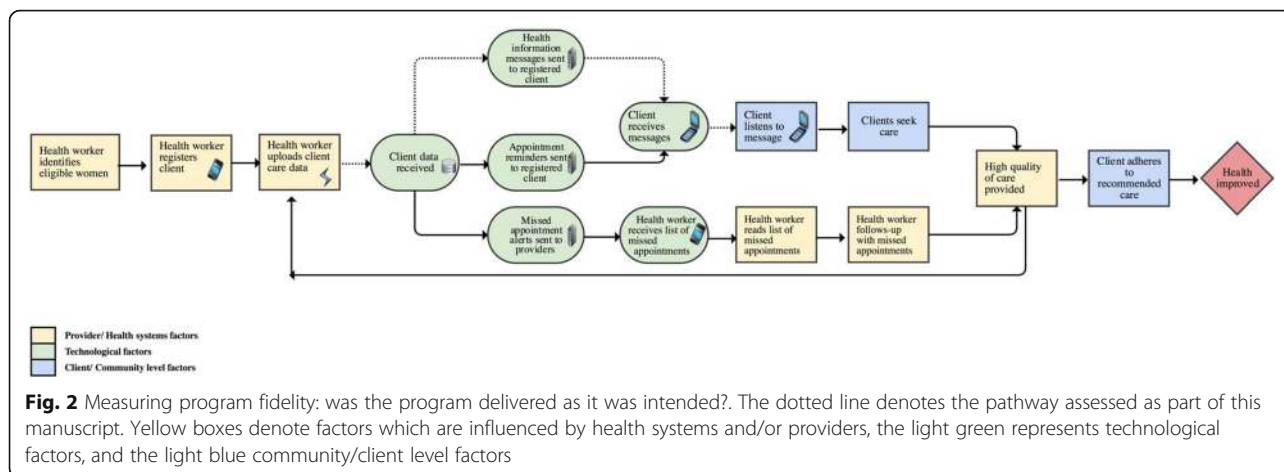 Health
information
messages sent
to registered
client
Health worker
identifies
eligible women
Health worker
registers
client
Health worker
uploads client
care data
Client data
received
Appointment
reminders sent
to registered
client
Client
receives
messages
Client
listens to
message
Clients seek
care
Missed
appointment
alerts sent to
providers
Health worker
receives list of
missed
appointments
Health worker
reads list of
missed
appointments
Health worker
follows-up
with missed
appointments
High quality
of care
provided
Client adheres
to
recommended
care
Health
improved
Provider/ Health systems factors
Technological factors
Client/ Community level factors
Fig. 2 Measuring program fidelity: was the program delivered as it was intended?. The dotted line denotes the pathway assessed as part of this
manuscript. Yellow boxes denote factors which are influenced by health systems and/or providers, the light green represents technological
factors, and the light blue community/client level factors